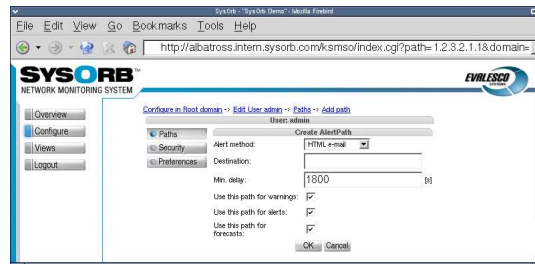 SysOrb - "SysOrb Demo" - Mozilla Firebird
File Edit View Go Bookmarks Tools Help
http://albatross.intern.sysorb.com/ksmso/index.cgi?path=1.2.3.2.1.1&domain=
SYSORB™
NETWORK MONITORING SYSTEM
EVALESCO
SYSTEMS
Overview
Configure
Views
Logout
Configure in Root domain -> Edit User admin -> Paths -> Add path
User: admin
Paths
Security
Preferences
Create AlertPath
Alert method: HTML e-mail
Destination:
Min. delay: 1800 [s]
Use this path for warnings:
Use this path for alerts:
Use this path for
forecasts:
OK Cancel